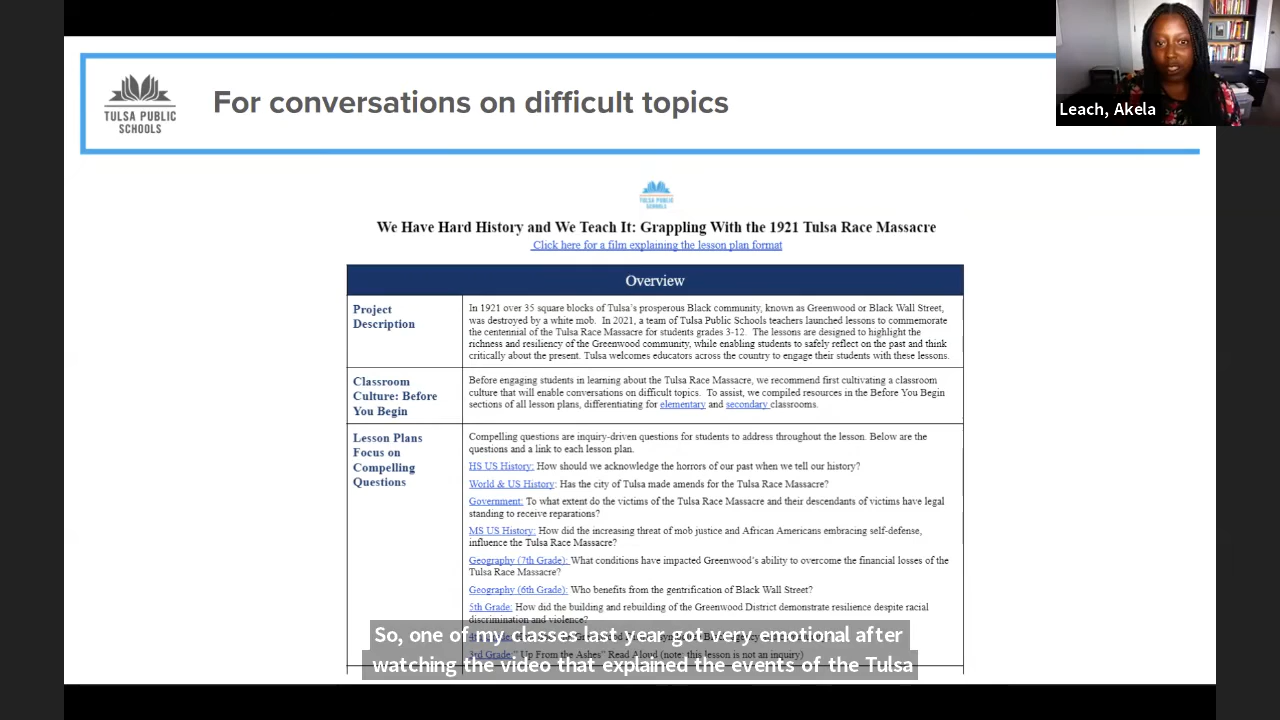 TULSA PUBLIC
SCHOOLS
For conversations on difficult topics
Leach, Akela
TULSA PUBLIC
SCHOOLS
We Have Hard History and We Teach It: Grappling With the 1921 Tulsa Race Massacre
Click here for a film explaining the lesson plan format
Overview
Project
Description
In 1921 over 35 square blocks of Tulsa's prosperous Black community, known as Greenwood or Black Wall Street,
was destroyed by a white mob. In 2021, a team of Tulsa Public Schools teachers launched lessons to commemorate
the centennial of the Tulsa Race Massacre for students grades 3-12. The lessons are designed to highlight the
richness and resiliency of the Greenwood community, while enabling students to safely reflect on the past and think
critically about the present. Tulsa welcomes educators across the country to engage their students with these lessons.
Classroom
Culture: Before
You Begin
Before engaging students in learning about the Tulsa Race Massacre, we recommend first cultivating a classroom
culture that will enable conversations on difficult topics. To assist, we compiled resources in the Before You Begin
sections of all lesson plans, differentiating for elementary and secondary classrooms.
Lesson Plans
Focus on
Compelling
Questions
Compelling questions are inquiry-driven questions for students to address throughout the lesson. Below are the
questions and a link to each lesson plan.
HS US History: How should we acknowledge the horrors of our past when we tell our history?
World & US History: Has the city of Tulsa made amends for the Tulsa Race Massacre?
Government: To what extent do the victims of the Tulsa Race Massacre and their descendants of victims have legal
standing to receive reparations?
MS US History: How did the increasing threat of mob justice and African Americans embracing self-defense,
influence the Tulsa Race Massacre?
Geography (7th Grade): What conditions have impacted Greenwood's ability to overcome the financial losses of the
Tulsa Race Massacre?
Geography (6th Grade): Who benefits from the gentrification of Black Wall Street?
5th Grade: How did the building and rebuilding of the Greenwood District demonstrate resilience despite racial
discrimination and violence?
3rd Grade " Up From the Ashes" Read Aloud (note: this lesson is not an inquiry)
So, one of my classes last year got very emotional after
watching the video that explained the events of the Tulsa